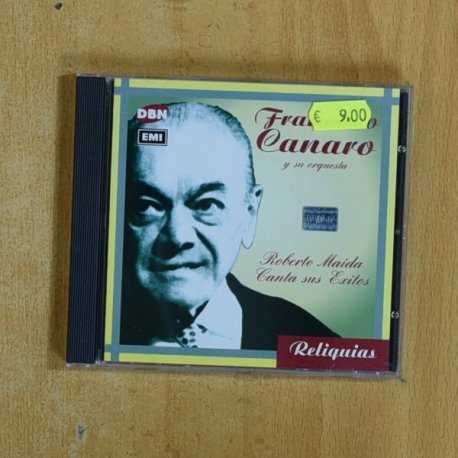 DBN
EMI
€ 9.00
Canaro
y su orquesta
Roberto Maida
Canta sus Exitos
Reliquias